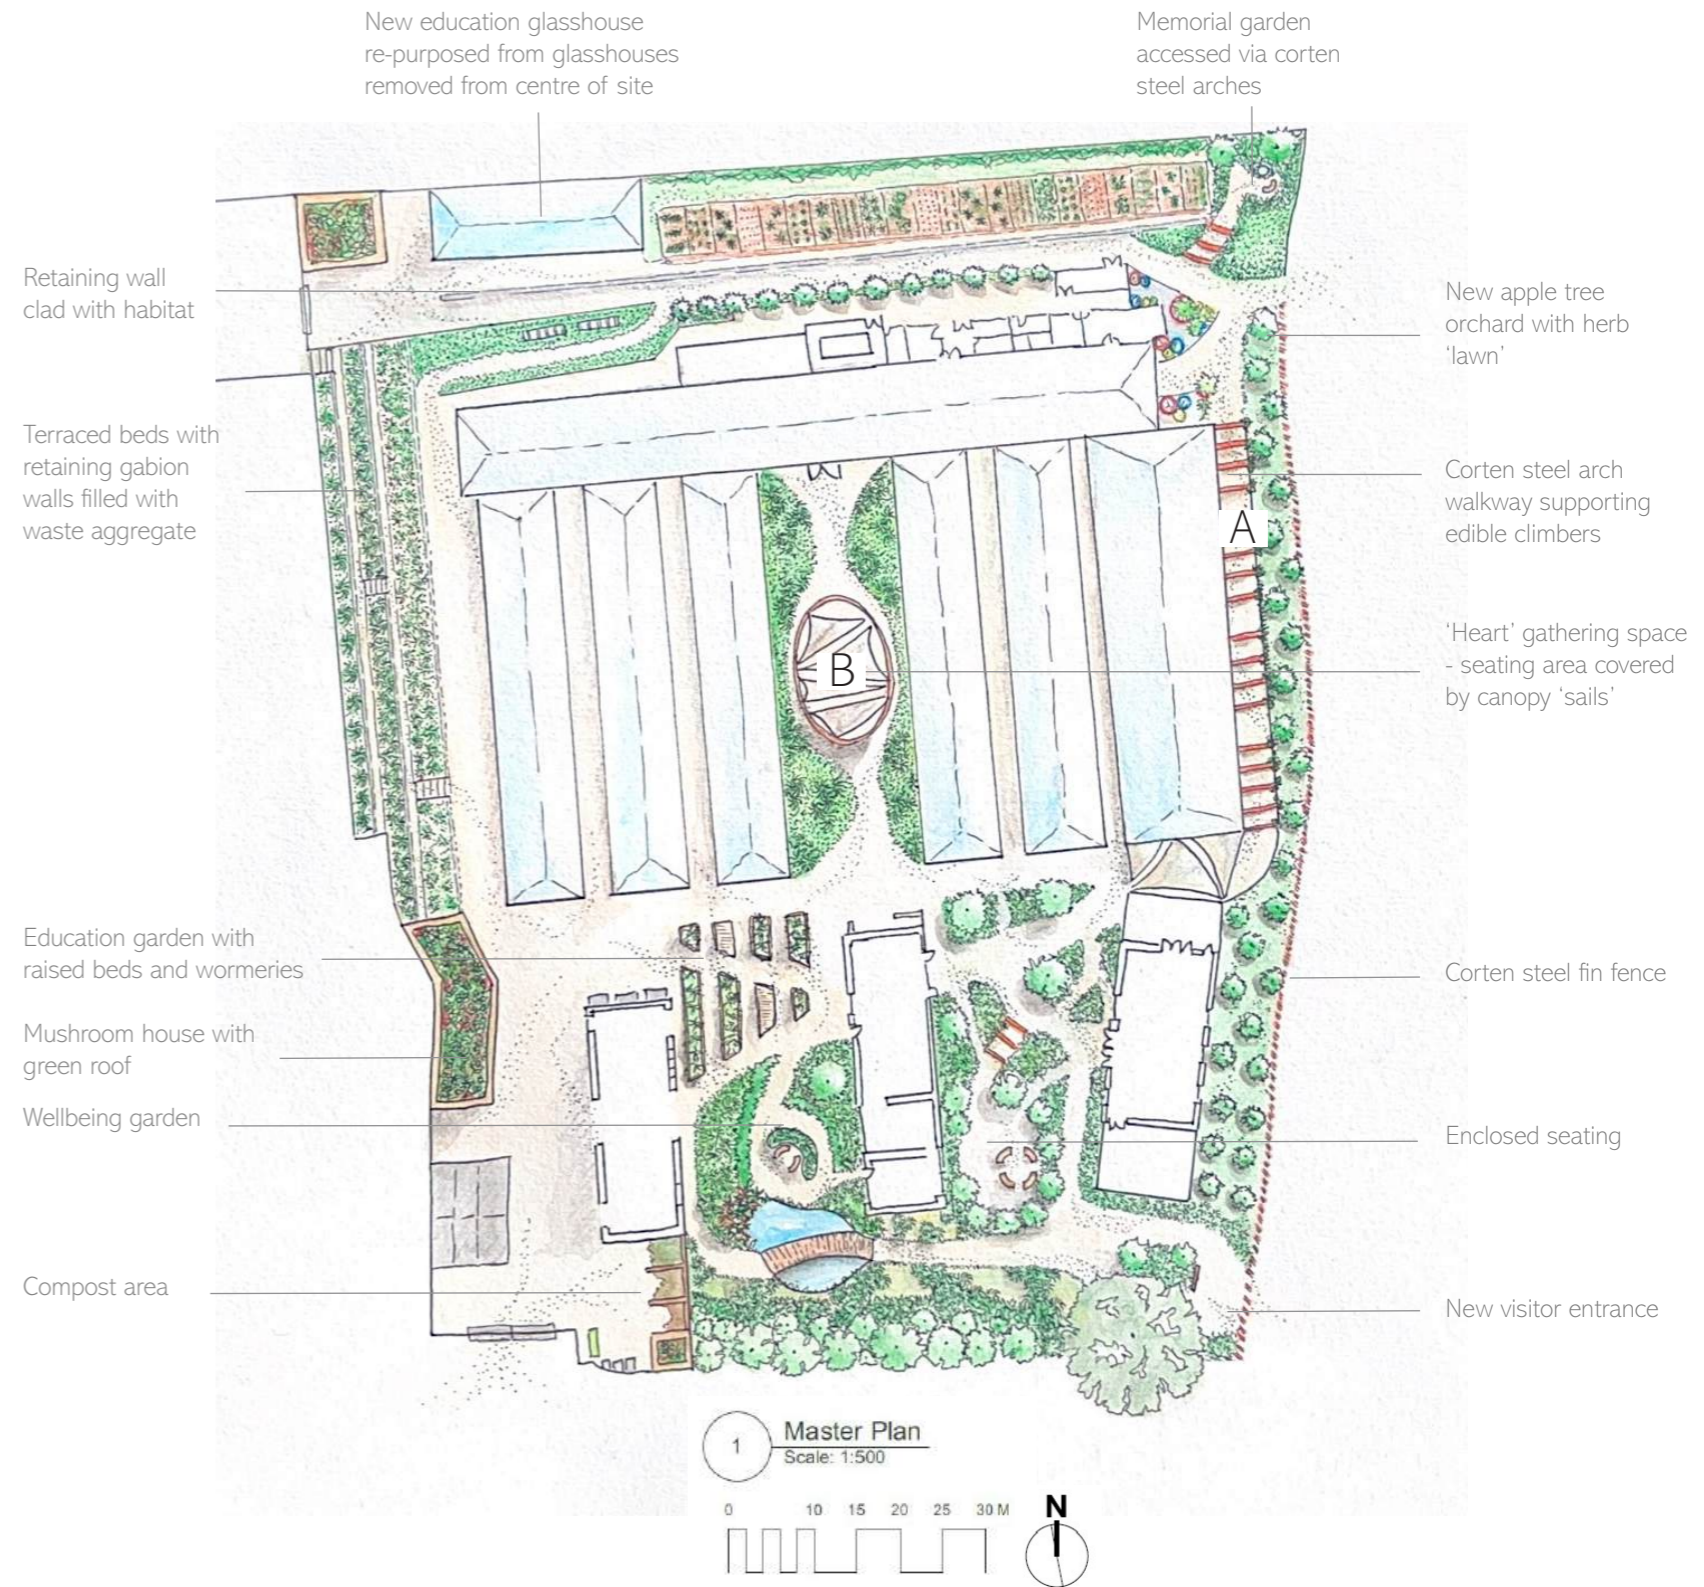 New education glasshouse
re-purposed from glasshouses
removed from centre of site
Memorial garden
accessed via corten
steel arches
Retaining wall
clad with habitat
New apple tree
orchard with herb
‘lawn’
Terraced beds with
retaining gabion
walls filled with
waste aggregate
Corten steel arch
walkway supporting
edible climbers
A
‘Heart’ gathering space
- seating area covered
by canopy ‘sails’
B
Education garden with
raised beds and wormeries
Corten steel fin fence
Mushroom house with
green roof
Wellbeing garden
Enclosed seating
Compost area
New visitor entrance
1
Master Plan
Scale: 1:500
0 10 15 20 25 30 M
N